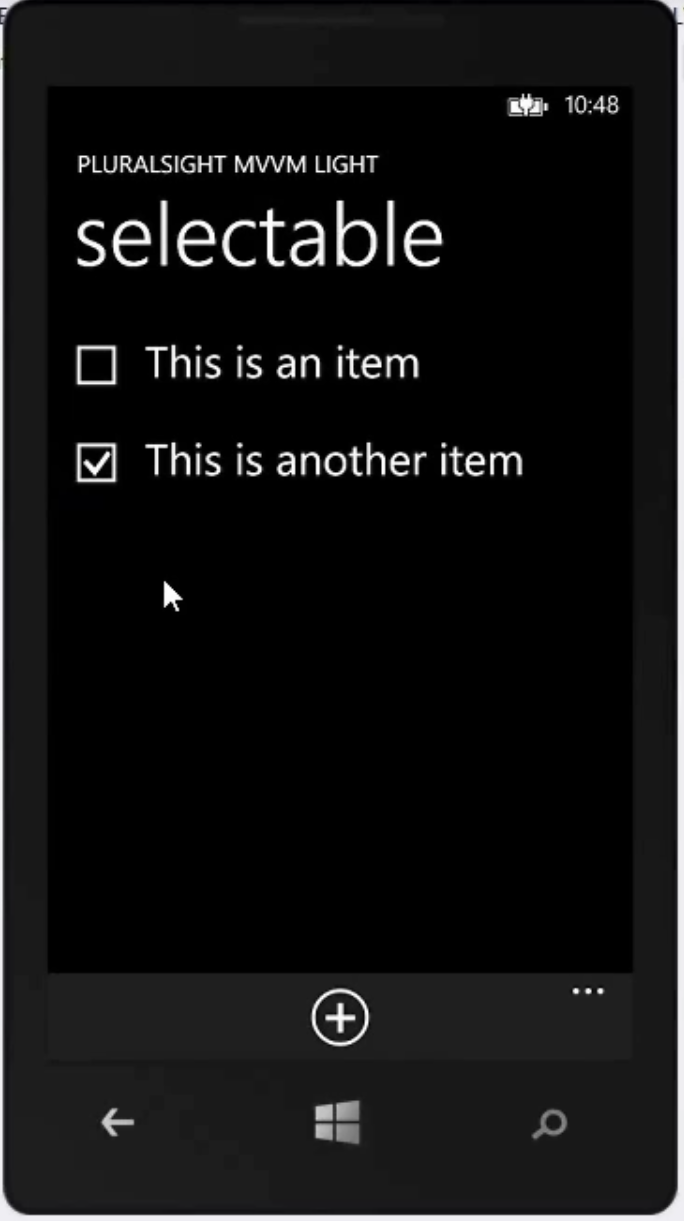 10:48
PLURALSIGHT MVVM LIGHT
selectable
This is an item
This is another item